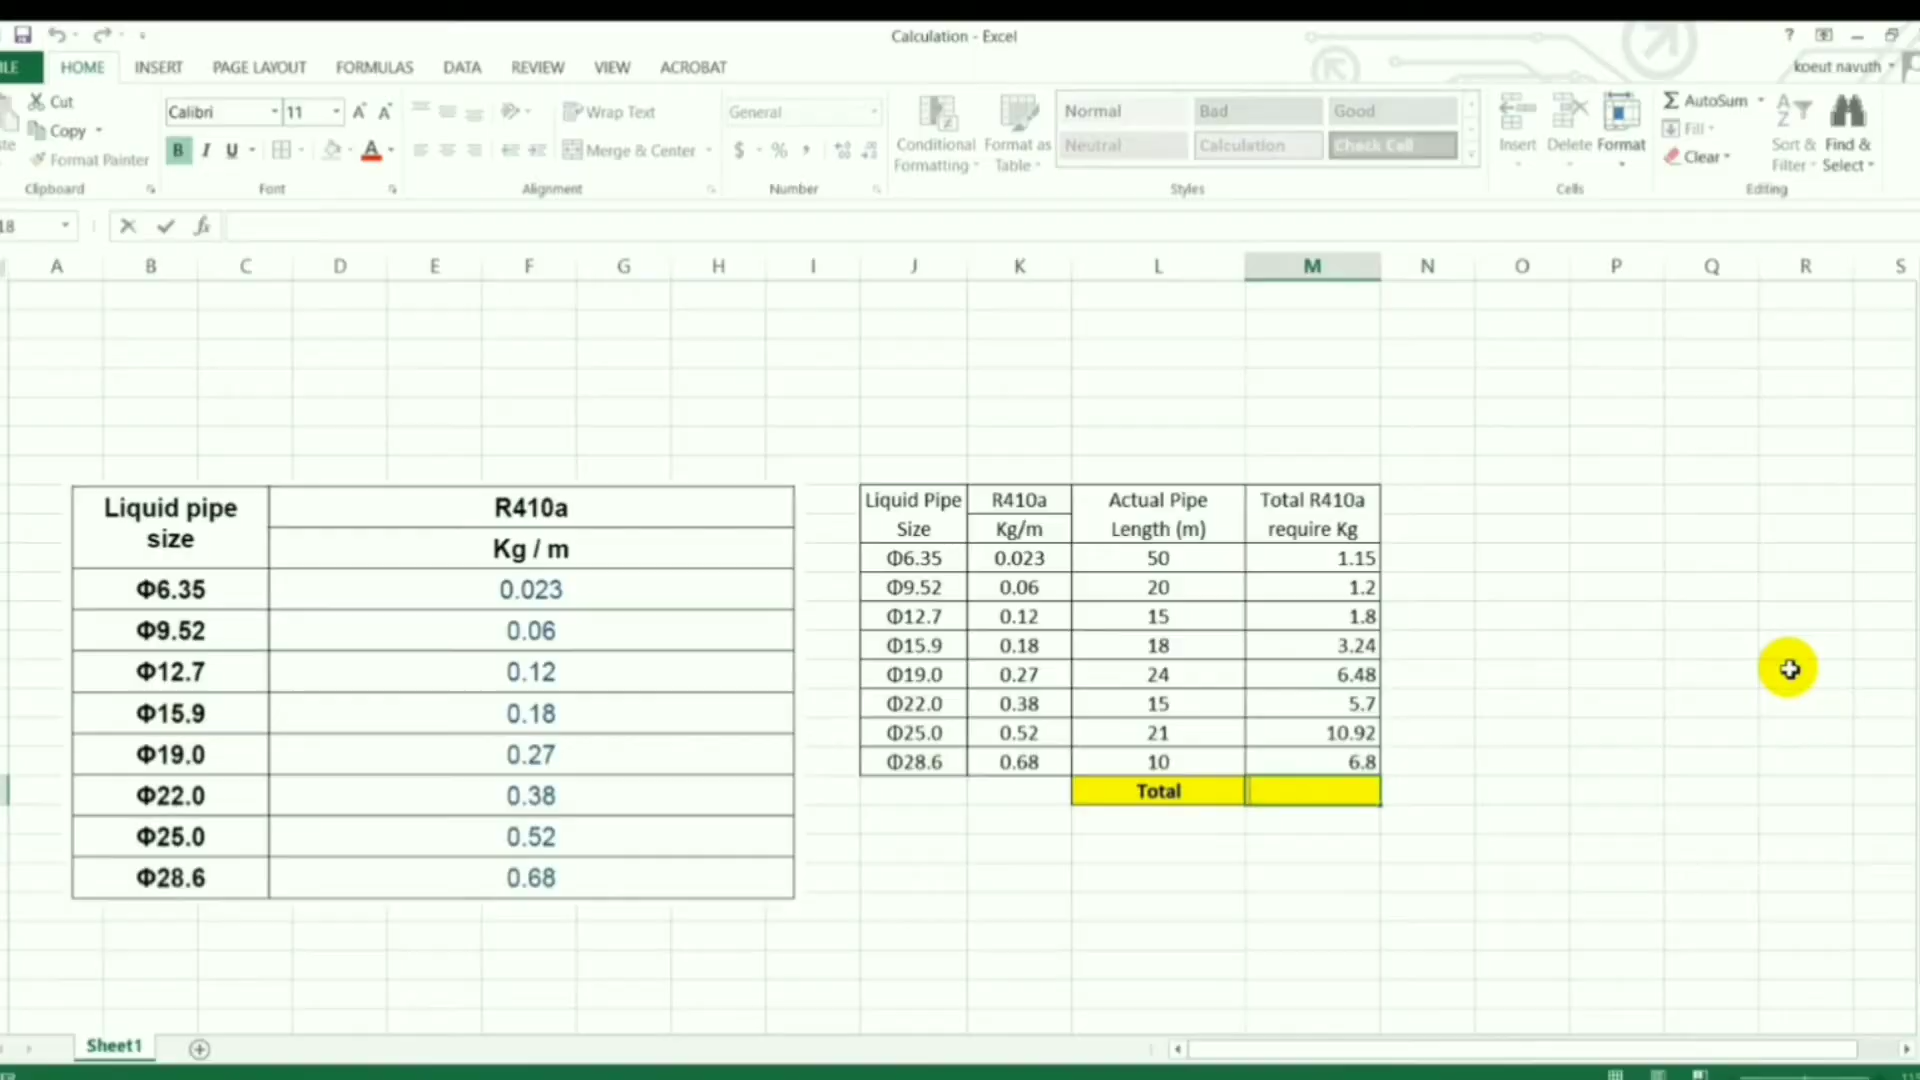 Calculation - Excel
?
HOME INSERT PAGE LAYOUT FORMULAS DATA REVIEW VIEW ACROBAT
koeut navuth
Cut
Copy
Format Painter
Clipboard
Calibri 11
B I U
Font
Wrap Text
Merge & Center
Alignment
General
$ % ,
Number
Conditional Formatting
Format as Table
Normal Bad Good
Neutral Calculation Check Cell
Styles
Insert Delete Format
Cells
AutoSum
Fill
Clear
Sort & Filter
Find & Select
Editing
18
fx
A B C D E F G H I J K L M N O P Q R S
Liquid pipe size R410a
Kg / m
Φ6.35 0.023
Φ9.52 0.06
Φ12.7 0.12
Φ15.9 0.18
Φ19.0 0.27
Φ22.0 0.38
Φ25.0 0.52
Φ28.6 0.68
Liquid Pipe R410a Actual Pipe Total R410a
Size Kg/m Length (m) require Kg
Φ6.35 0.023 50 1.15
Φ9.52 0.06 20 1.2
Φ12.7 0.12 15 1.8
Φ15.9 0.18 18 3.24
Φ19.0 0.27 24 6.48
Φ22.0 0.38 15 5.7
Φ25.0 0.52 21 10.92
Φ28.6 0.68 10 6.8
Total
Sheet1